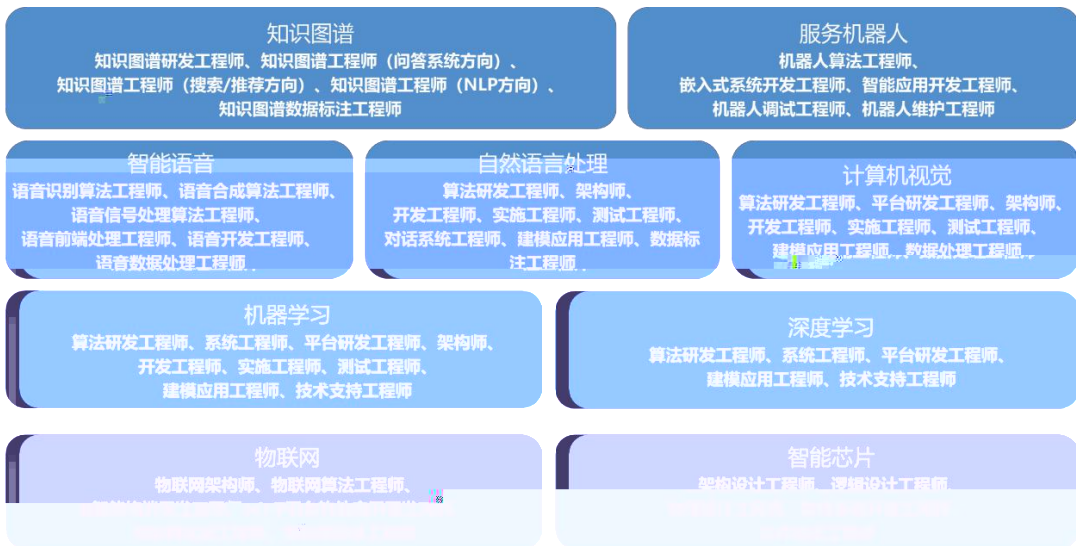 知识图谱
知识图谱研发工程师、知识图谱工程师（问答系统方向）、
知识图谱工程师（搜索/推荐方向）、知识图谱工程师（NLP方向）、
知识图谱数据标注工程师
服务机器人
机器人算法工程师、
嵌入式系统开发工程师、智能应用开发工程师、
机器人调试工程师、机器人维护工程师
智能语音
语音识别算法工程师、语音合成算法工程师、
语音信号处理算法工程师、
语音前端处理工程师、语音开发工程师、
语音数据处理工程师
自然语言处理
算法研发工程师、架构师、
开发工程师、实施工程师、测试工程师、
对话系统工程师、建模应用工程师、数据标
注工程师
计算机视觉
算法研发工程师、平台研发工程师、架构师、
开发工程师、实施工程师、测试工程师、
建模应用工程师、数据处理工程师
机器学习
算法研发工程师、系统工程师、平台研发工程师、架构师、
开发工程师、实施工程师、测试工程师、
建模应用工程师、技术支持工程师
深度学习
算法研发工程师、系统工程师、平台研发工程师、
建模应用工程师、技术支持工程师
物联网
物联网架构师、物联网算法工程师、
智能芯片
架构设计工程师、逻辑设计工程师、